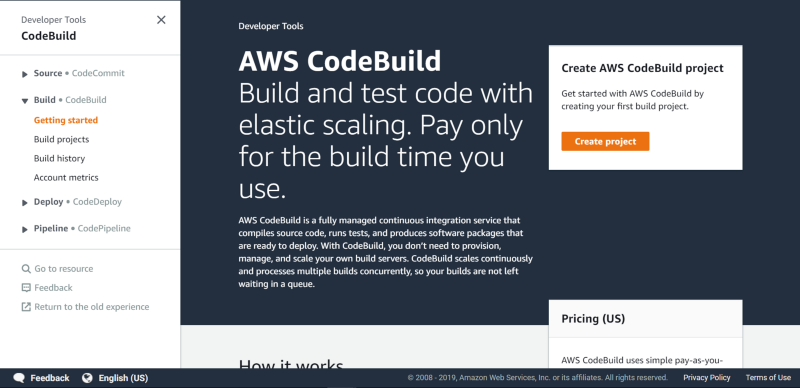 Developer Tools
CodeBuild
Source • CodeCommit
Build • CodeBuild
Getting started
Build projects
Build history
Account metrics
Deploy • CodeDeploy
Pipeline • CodePipeline
Go to resource
Feedback
Return to the old experience
Developer Tools
AWS CodeBuild
Build and test code with
elastic scaling. Pay only
for the build time you
use.
AWS CodeBuild is a fully managed continuous integration service that
compiles source code, runs tests, and produces software packages that
are ready to deploy. With CodeBuild, you don't need to provision,
manage, and scale your own build servers. CodeBuild scales continuously
and processes multiple builds concurrently, so your builds are not left
waiting in a queue.
Create AWS CodeBuild project
Get started with AWS CodeBuild by
creating your first build project.
Create project
Pricing (US)
AWS CodeBuild uses simple pay-as-you-
How it works
Feedback
English (US)
© 2008 - 2019, Amazon Web Services, Inc. or its affiliates. All rights reserved.
Privacy Policy
Terms of Use